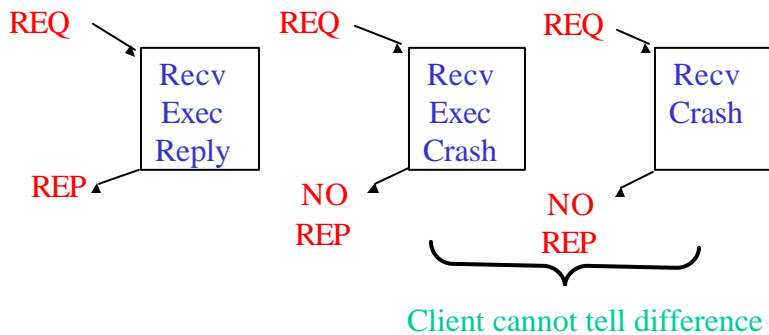 REQ
Recv
Exec
Reply
REP
REQ
Recv
Exec
Crash
NO
REP
REQ
Recv
Crash
NO
REP
Client cannot tell difference